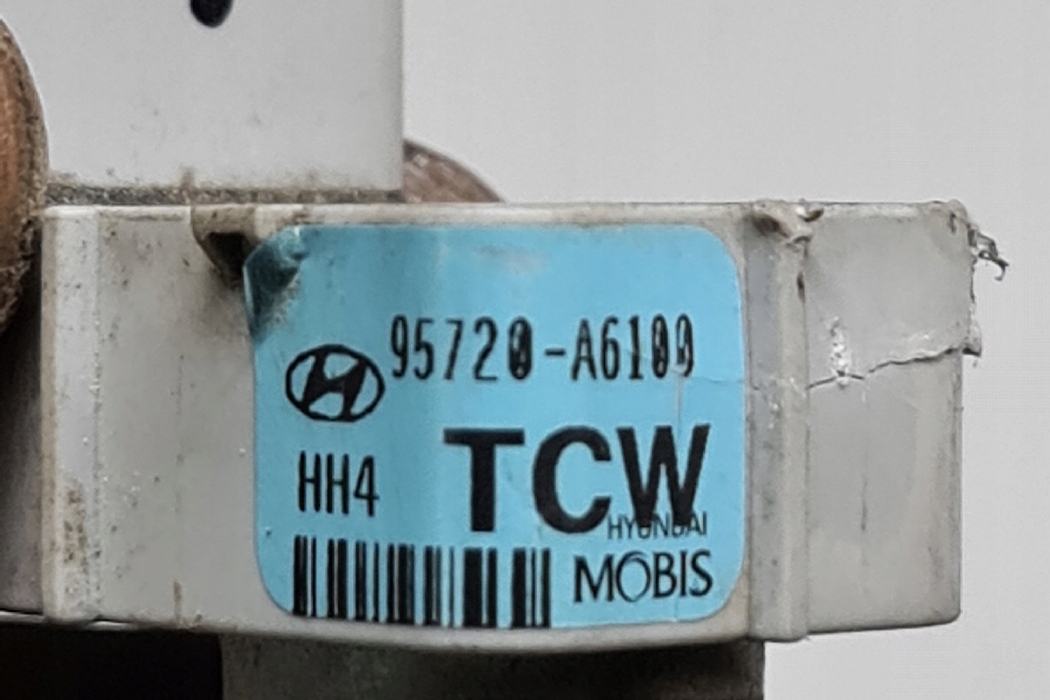 95720-A6100
HH4
TCW
HYUNDAI
MOBIS